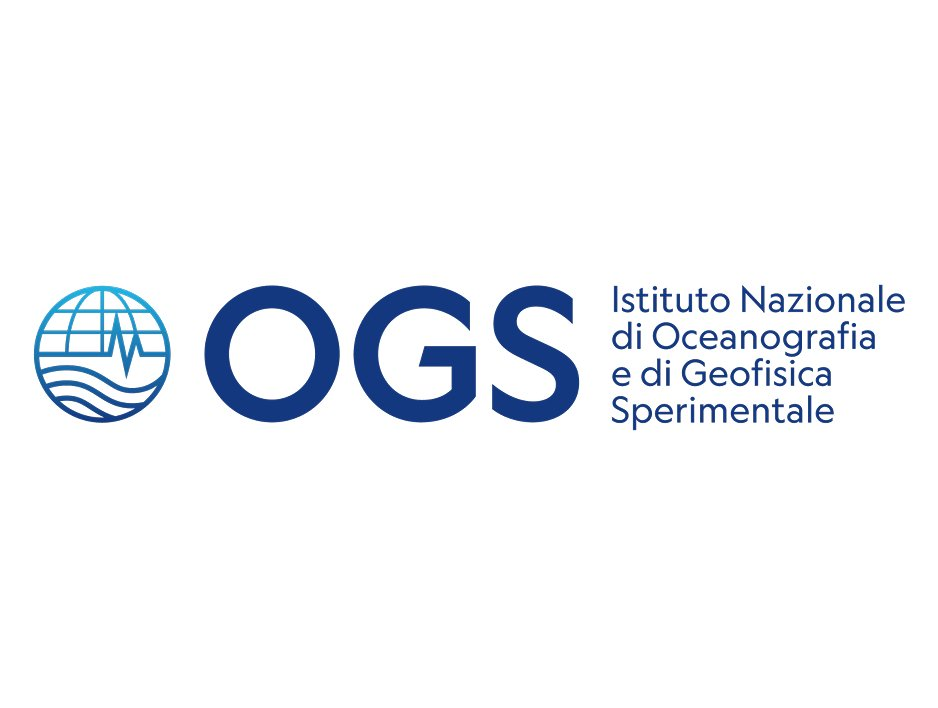 OGS
Istituto Nazionale
di Oceanografia
e di Geofisica
Sperimentale